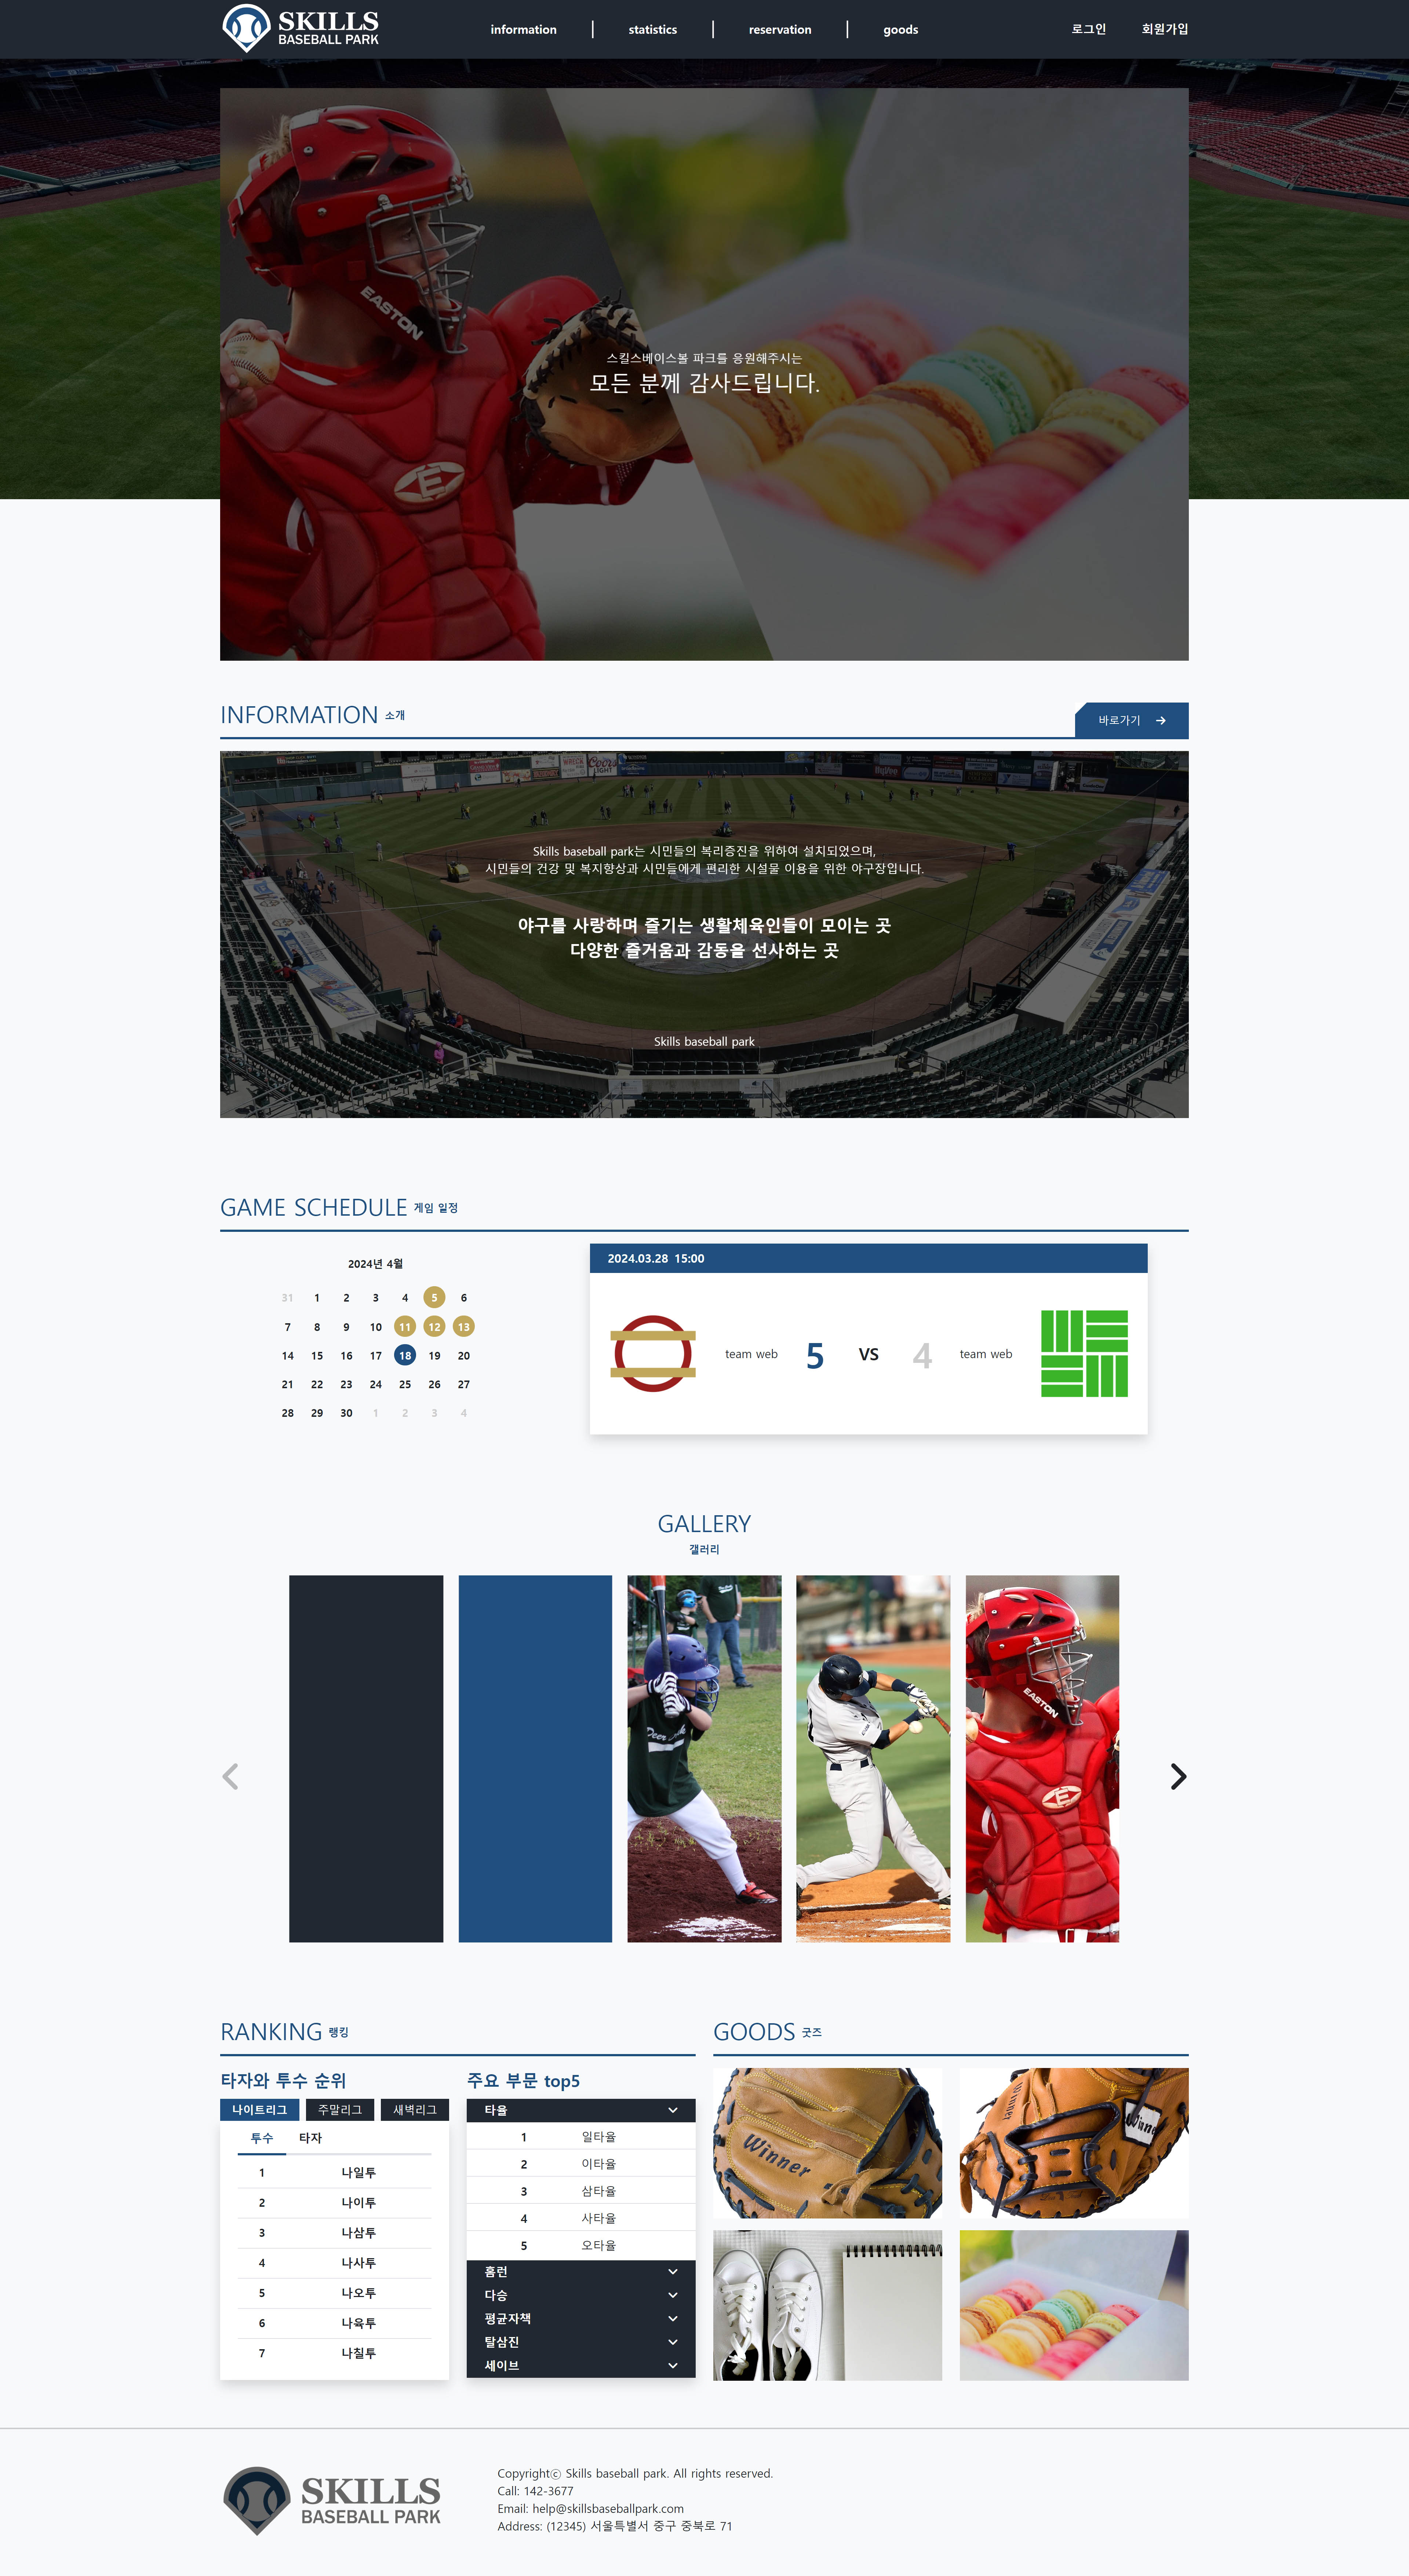 SKILLS
BASEBALL PARK
information
statistics
reservation
goods
로그인
회원가입
EASTON
스킬스베이스볼 파크를 응원해주시는
모든 분께 감사드립니다.
INFORMATION 소개
바로가기
Coors
LIGHT
Skills baseball park는 시민들의 복리증진을 위하여 설치되었으며,
시민들의 건강 및 복지향상과 시민들에게 편리한 시설물 이용을 위한 야구장입니다.
야구를 사랑하며 즐기는 생활체육인들이 모이는 곳
다양한 즐거움과 감동을 선사하는 곳
Skills baseball park
GAME SCHEDULE 게임 일정
2024년 4월
31 1 2 3 4 5 6
7 8 9 10 11 12 13
14 15 16 17 18 19 20
21 22 23 24 25 26 27
28 29 30 1 2 3 4
2024.03.28 15:00
team web 5 VS 4 team web
GALLERY
갤러리
EASTON
RANKING 랭킹
타자와 투수 순위
나이트리그 주말리그 새벽리그
투수 타자
1 나일투
2 나이투
3 나삼투
4 나사투
5 나오투
6 나육투
7 나칠투
주요 부문 top5
타율
1 일타율
2 이타율
3 삼타율
4 사타율
5 오타율
홈런
다승
평균자책
탈삼진
세이브
GOODS 굿즈
Winner
Winner
SKILLS
BASEBALL PARK
Copyrightⓒ Skills baseball park. All rights reserved.
Call: 142-3677
Email: help@skillsbaseballpark.com
Address: (12345) 서울특별서 중구 중북로 71